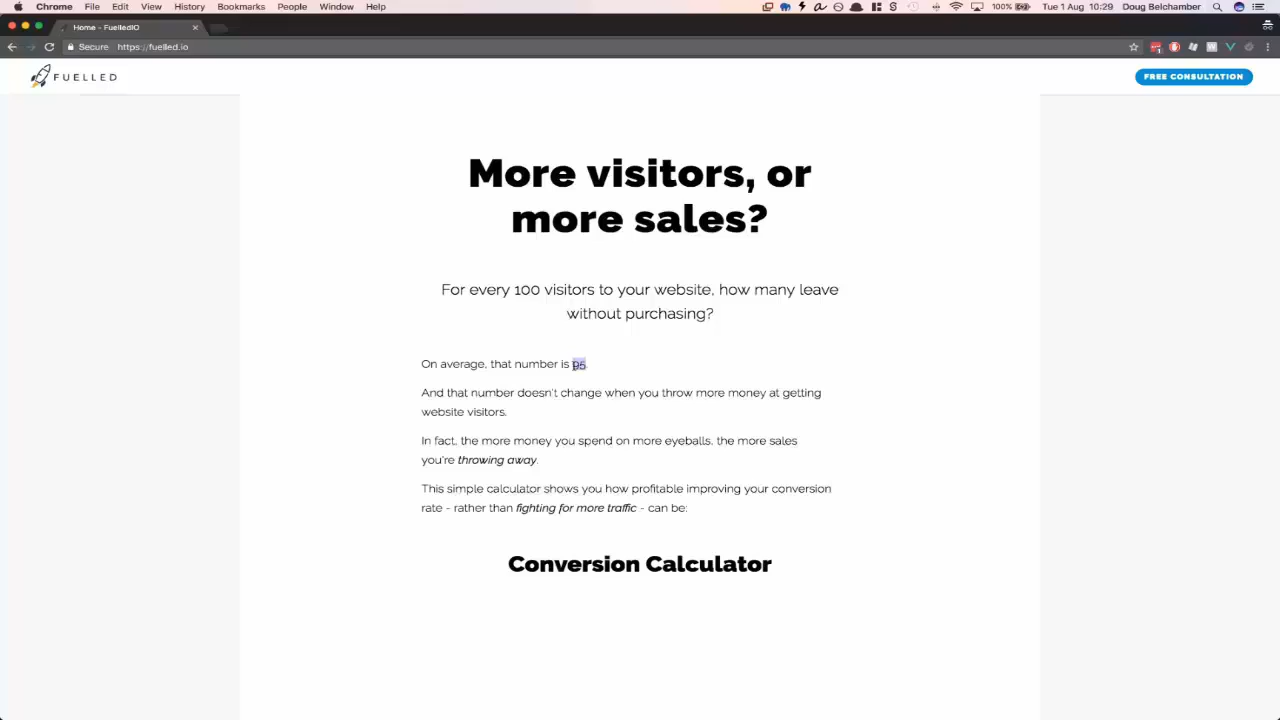 Chrome File Edit View History Bookmarks People Window Help 100% Tue 1 Aug 10:29 Doug Belchamber
Home - FuelledIO
Secure https://fuelled.io
FUELLED
FREE CONSULTATION
More visitors, or
more sales?
For every 100 visitors to your website, how many leave
without purchasing?
On average, that number is 95.
And that number doesn't change when you throw more money at getting
website visitors.
In fact, the more money you spend on more eyeballs, the more sales
you're throwing away.
This simple calculator shows you how profitable improving your conversion
rate - rather than fighting for more traffic - can be:
Conversion Calculator